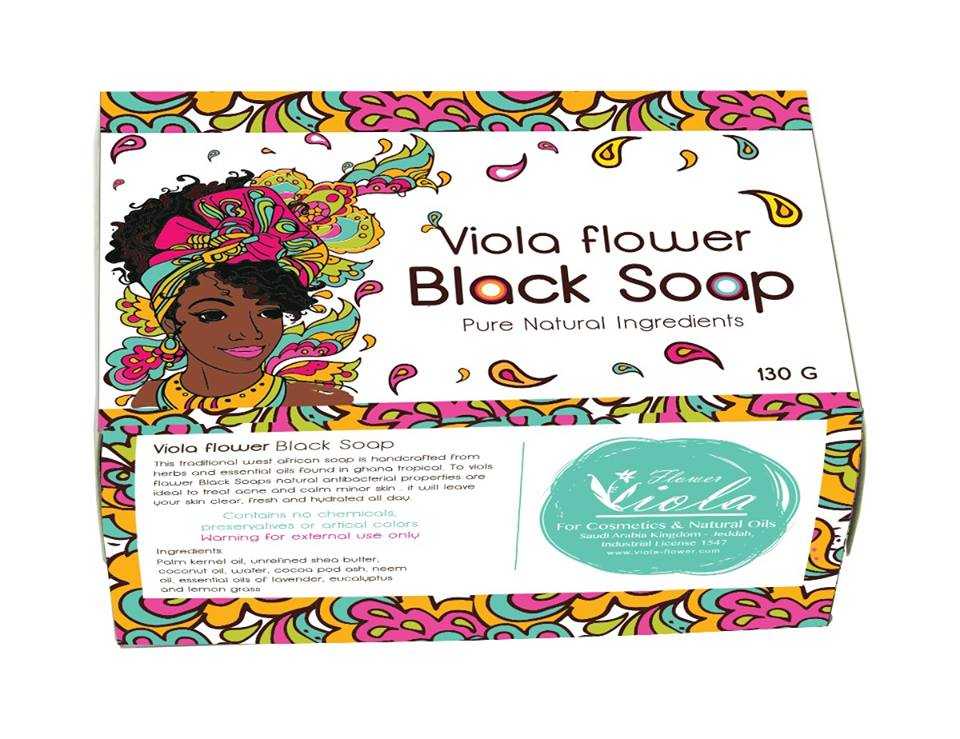 Viola flower
Black Soap
Pure Natural Ingredients
130 G
Viola flower Black Soap
This traditional west african soap is handcrafted from
herbs and essential oils found in ghana tropical. To viols
flawer Black Soaps natural antibacterial properties are
ideal to treat acne and calm minor skin . it will leave
your skin clear, fresh and hydrated all day.
Contains no chemicals,
preservatives or artical colors
Warning for external use only
Ingredients
Palm kernel oil, unrefined shea butter,
coconut oil, water, cocoa pod ash, neem
oil, essential oils of lavender, eucalyptus
and lemon grass
Flower
Viola
For Cosmetics & Natural Oils
Saudi Arabia Kingdom - Jeddah,
Industrial License 1547
www.viola-flower.com